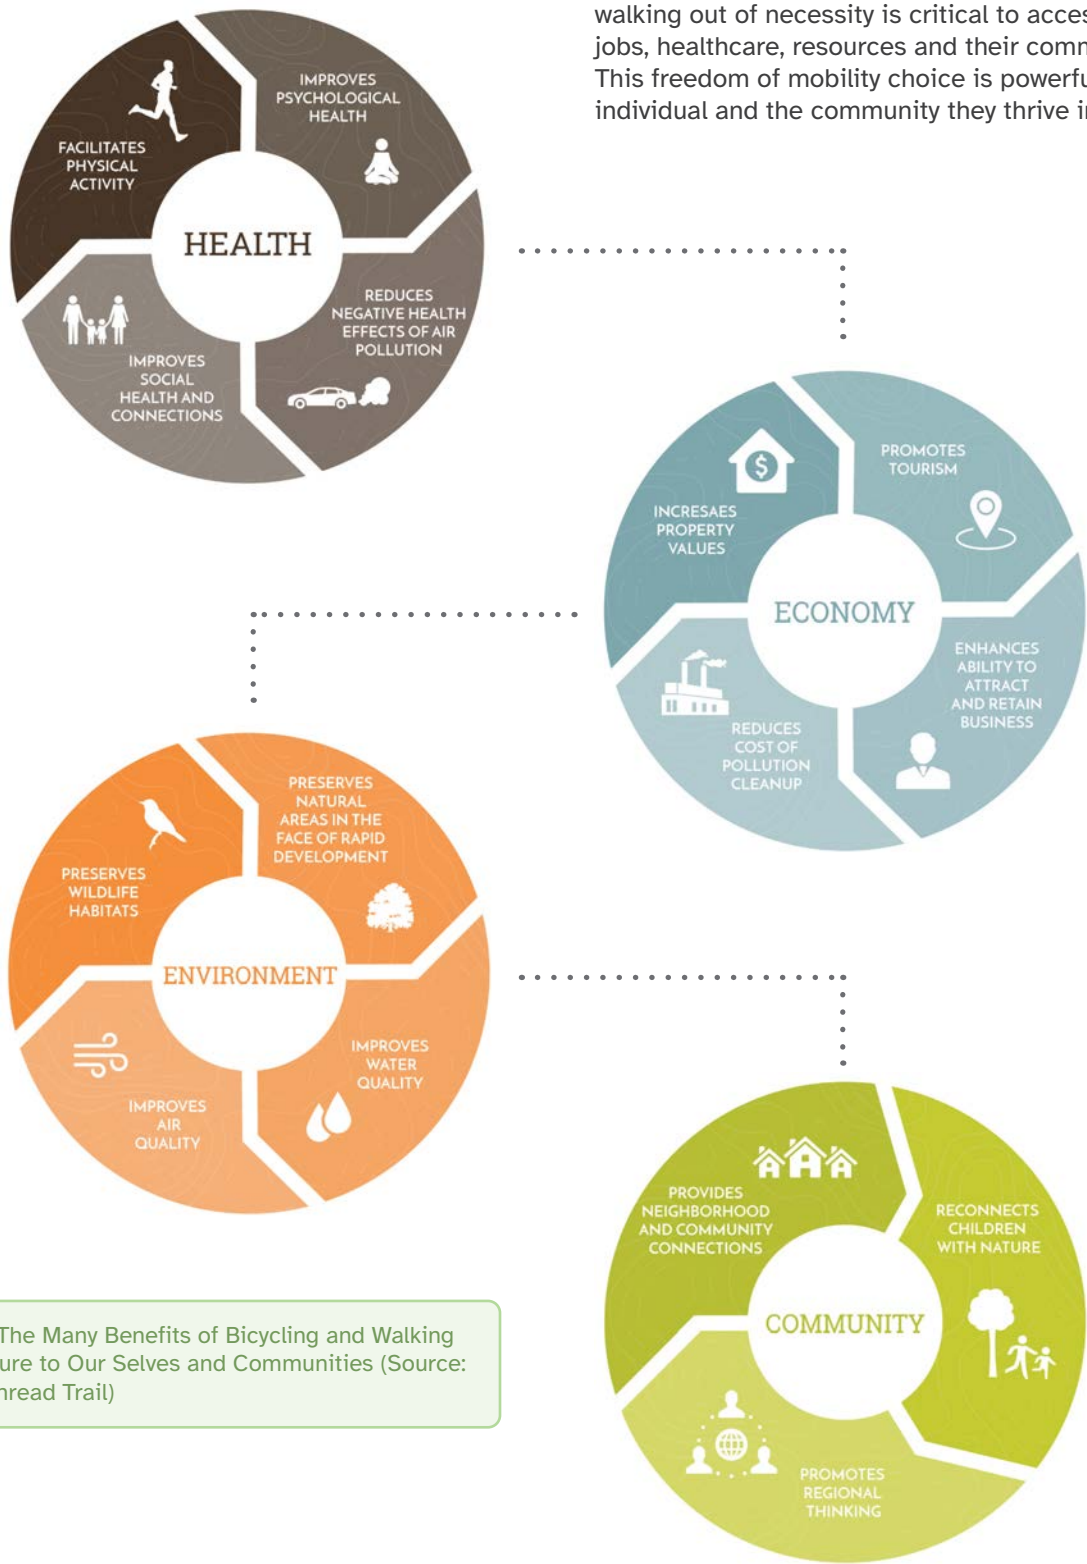 walking out of necessity is critical to
jobs, healthcare, resources and their
This freedom of mobility choice is
individual and the community they thrive
IMPROVES
PSYCHOLOGICAL
HEALTH
FACILITATES
PHYSICAL
ACTIVITY
HEALTH
REDUCES
NEGATIVE HEALTH
EFFECTS OF AIR
POLLUTION
IMPROVES
SOCIAL
HEALTH AND
CONNECTIONS
PROMOTES
TOURISM
$
INCRESAES
PROPERTY
VALUES
ECONOMY
ENHANCES
ABILITY TO
ATTRACT
AND RETAIN
BUSINESS
REDUCES
COST OF
POLLUTION
CLEANUP
PRESERVES
NATURAL
AREAS IN THE
FACE OF RAPID
DEVELOPMENT
PRESERVES
WILDLIFE
HABITATS
ENVIRONMENT
IMPROVES
WATER
QUALITY
IMPROVES
AIR
QUALITY
PROVIDES
NEIGHBORHOOD
AND COMMUNITY
CONNECTIONS
RECONNECTS
CHILDREN
WITH NATURE
COMMUNITY
PROMOTES
REGIONAL
THINKING
The Many Benefits of Bicycling and Walking
to Our Selves and Communities (Source:
Trail)